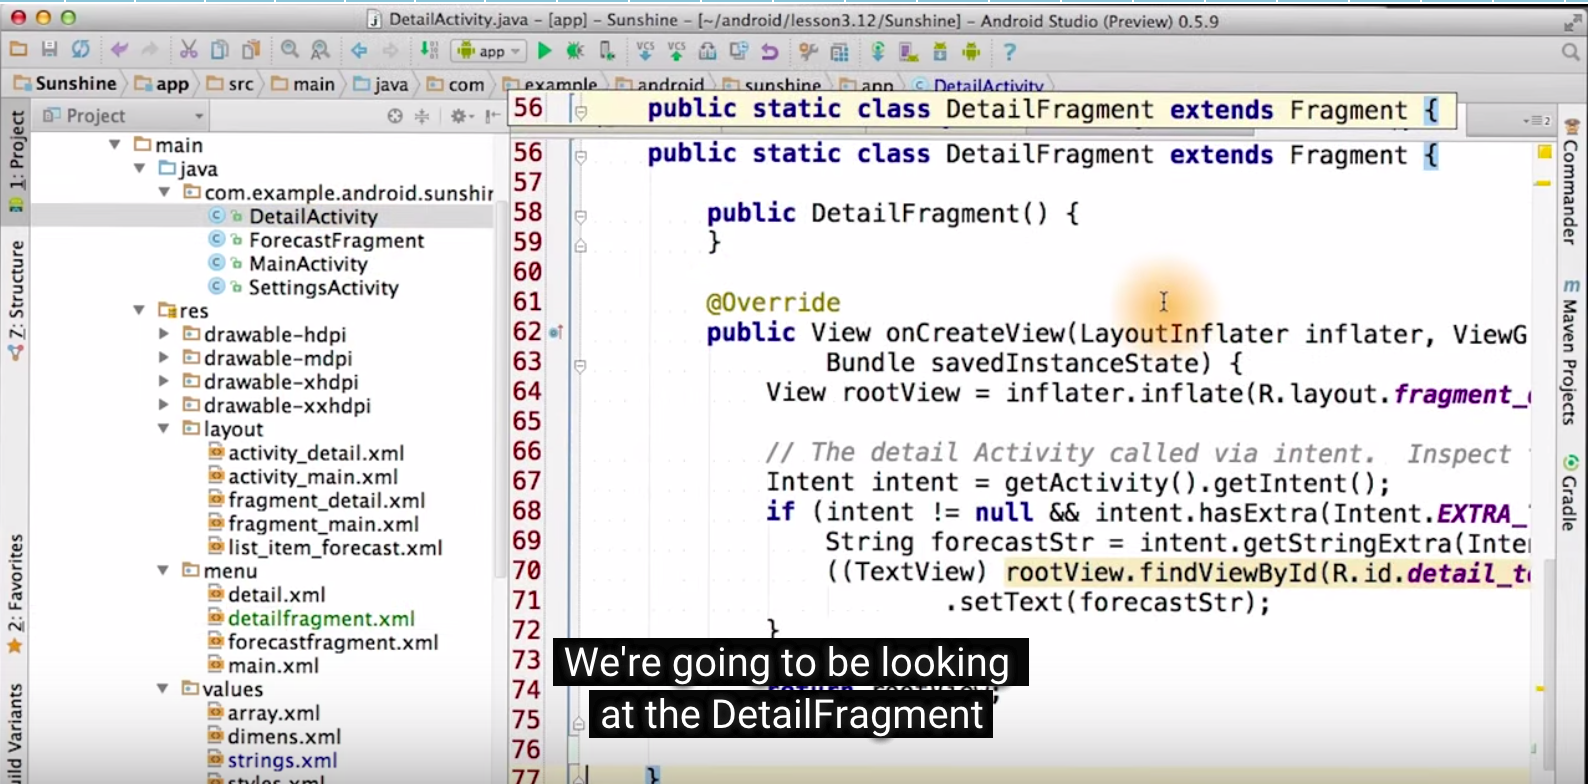 DetailActivity.java – [app] – Sunshine – [~/android/lesson3.12/Sunshine] – Android Studio (Preview) 0.5.9
app
Sunshine app src main java com example android sunshine app DetailActivity
1: Project
Z: Structure
2: Favorites
Variants
Project
main
java
com.example.android.sunshin
DetailActivity
ForecastFragment
MainActivity
SettingsActivity
res
drawable-hdpi
drawable-mdpi
drawable-xhdpi
drawable-xxhdpi
layout
activity_detail.xml
activity_main.xml
fragment_detail.xml
fragment_main.xml
list_item_forecast.xml
menu
detail.xml
detailfragment.xml
forecastfragment.xml
main.xml
values
array.xml
dimens.xml
strings.xml
styles.xml
56 public static class DetailFragment extends Fragment {
56 public static class DetailFragment extends Fragment {
57
58 public DetailFragment() {
59 }
60
61 @Override
62 public View onCreateView(LayoutInflater inflater, ViewG
63 Bundle savedInstanceState) {
64 View rootView = inflater.inflate(R.layout.fragment_
65
66 // The detail Activity called via intent.  Inspect
67 Intent intent = getActivity().getIntent();
68 if (intent != null && intent.hasExtra(Intent.EXTRA_
69 String forecastStr = intent.getStringExtra(Inte
70 ((TextView) rootView.findViewById(R.id.detail_t
71 .setText(forecastStr);
72 }
73
74 return rootView;
75
76
77 }
We're going to be looking
at the DetailFragment
2
Commander
m Maven Projects
Gradle